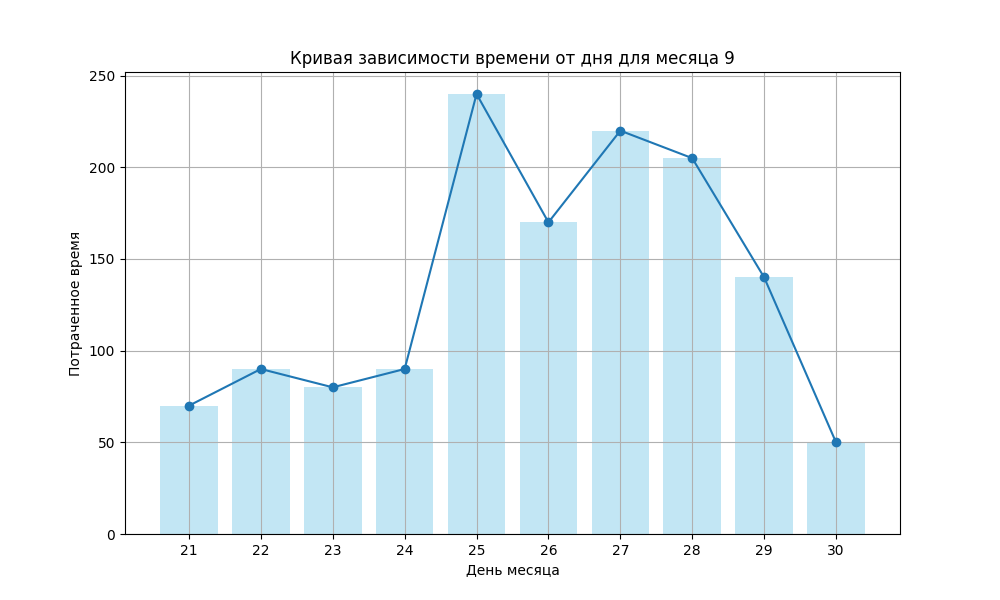 Кривая зависимости времени от дня для месяца 9
250
200
150
100
50
0
Потраченное время
21 22 23 24 25 26 27 28 29 30
День месяца